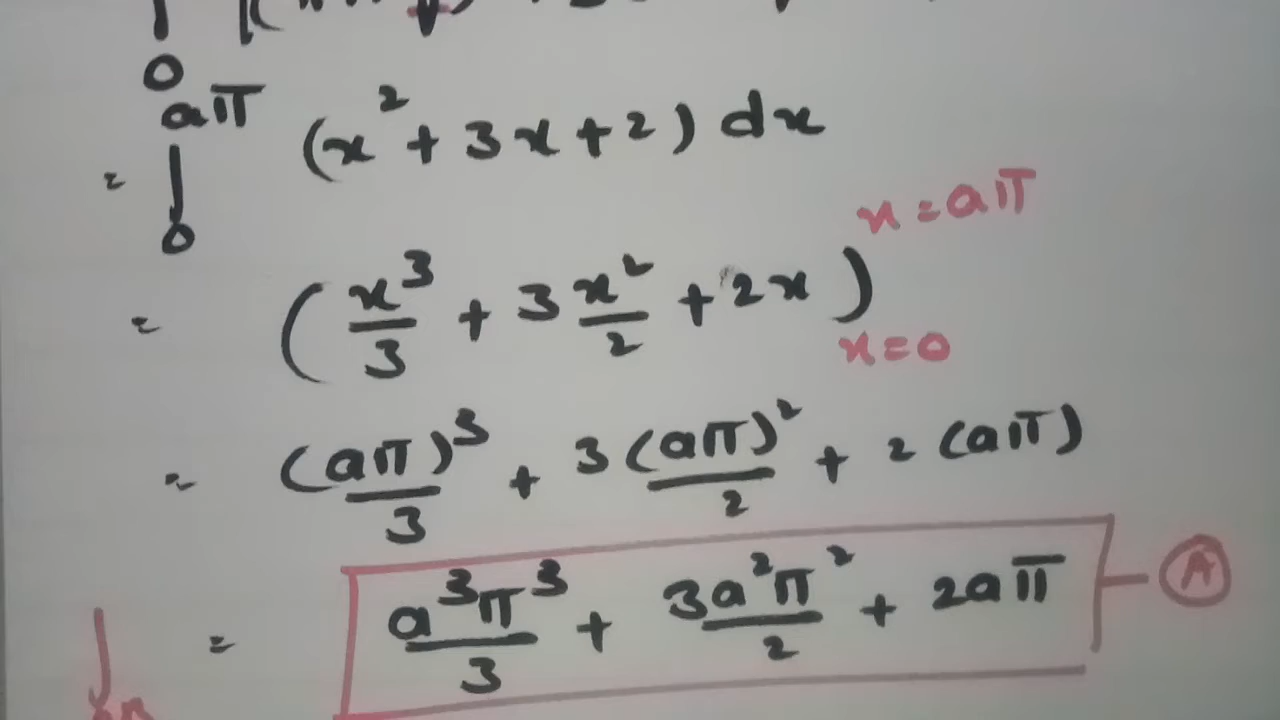 0
= ∫₀^{aπ} (x² + 3x + 2) dx
= (x³/3 + 3x²/2 + 2x) x=aπ x=0
= (aπ)³/3 + 3(aπ)²/2 + 2(aπ)
= a³π³/3 + 3a²π²/2 + 2aπ — A
∫